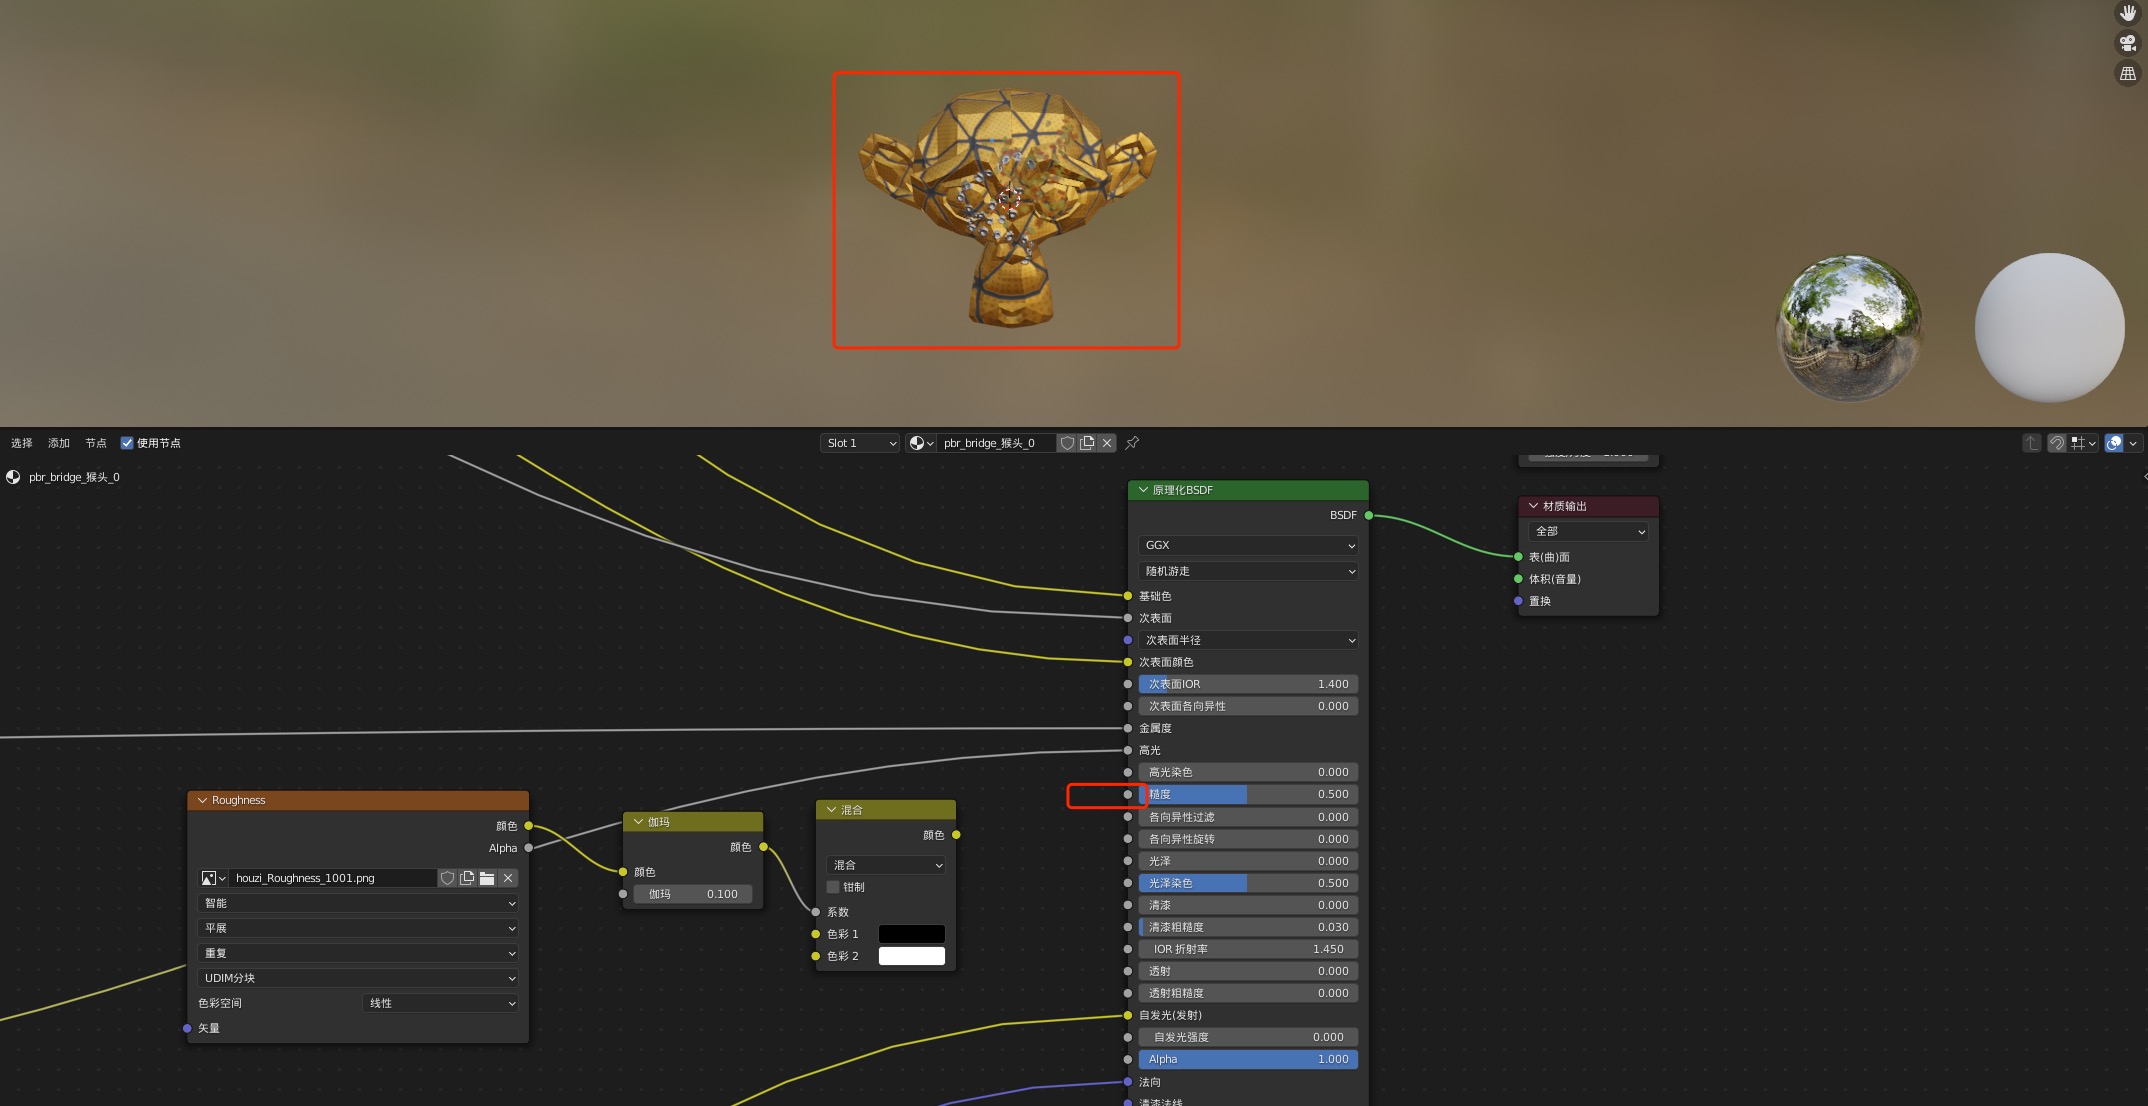 选择 添加 节点 使用节点
Slot 1
pbr_bridge_猴头_0
pbr_bridge_猴头_0
原理化BSDF
BSDF
GGX
随机游走
基础色
次表面
次表面半径
次表面颜色
次表面IOR 1.400
次表面各向异性 0.000
金属度
高光
高光染色 0.000
糙度 0.500
各向异性过滤 0.000
各向异性旋转 0.000
光泽 0.000
光泽染色 0.500
清漆 0.000
清漆粗糙度 0.030
IOR 折射率 1.450
透射 0.000
透射粗糙度 0.000
自发光(发射)
自发光强度 0.000
Alpha 1.000
法向
清漆法线
材质输出
全部
表(曲)面
体积(音量)
置换
Roughness
颜色
Alpha
houzi_Roughness_1001.png
智能
平展
重复
UDIM分块
色彩空间 线性
矢量
伽玛
颜色
颜色
伽玛 0.100
混合
颜色
混合
钳制
系数
色彩 1
色彩 2